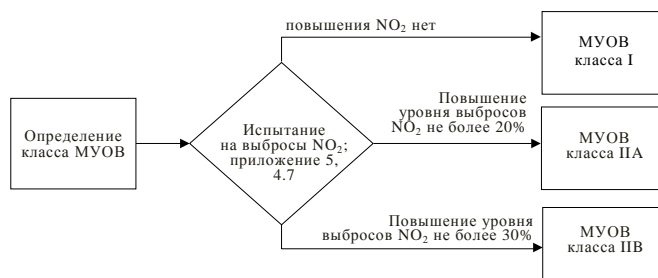 повышения NO₂ нет
МУОВ
класса I
Определение
класса МУОВ
Испытание
на выбросы NO₂;
приложение 5,
4.7
Повышение
уровня выбросов
NO₂ не более 20%
МУОВ
класса IIA
Повышение уровня
выбросов NO₂ не более 30%
МУОВ
класса IIB